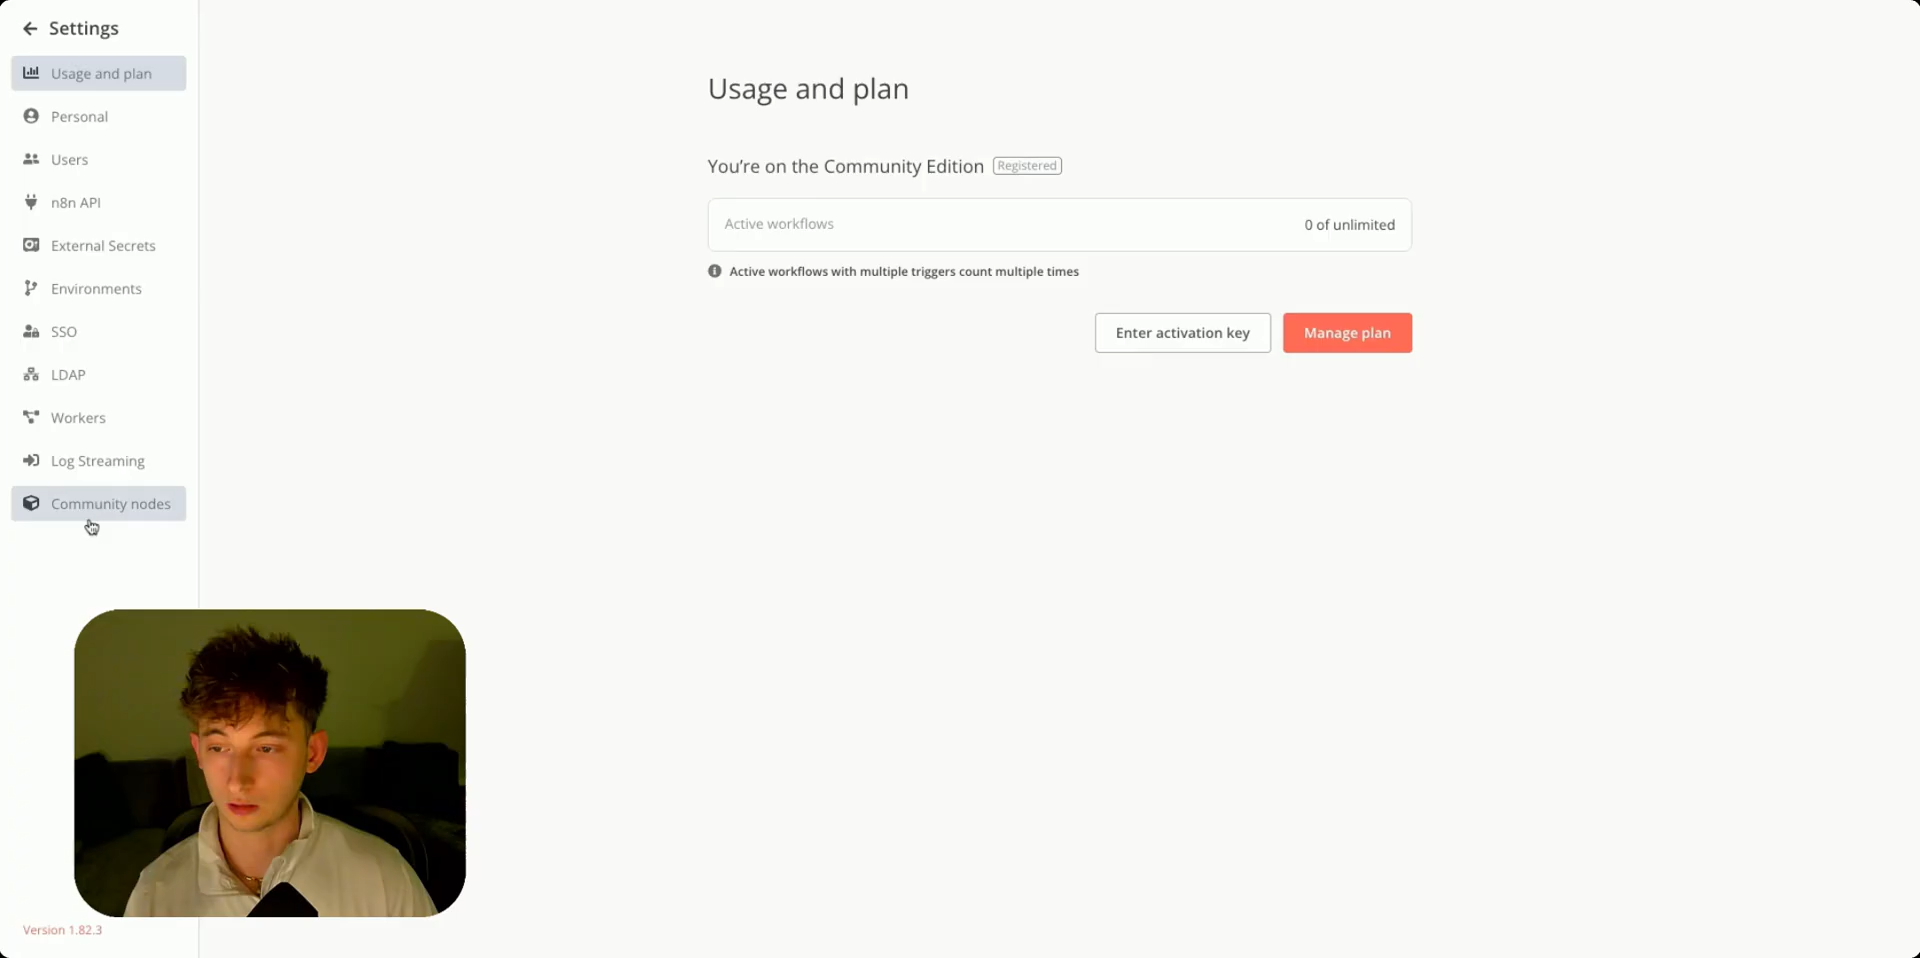 Settings
Usage and plan
Personal
Users
n8n API
External Secrets
Environments
SSO
LDAP
Workers
Log Streaming
Community nodes
Version 1.82.3
Usage and plan
You’re on the Community Edition Registered
Active workflows 0 of unlimited
Active workflows with multiple triggers count multiple times
Enter activation key Manage plan